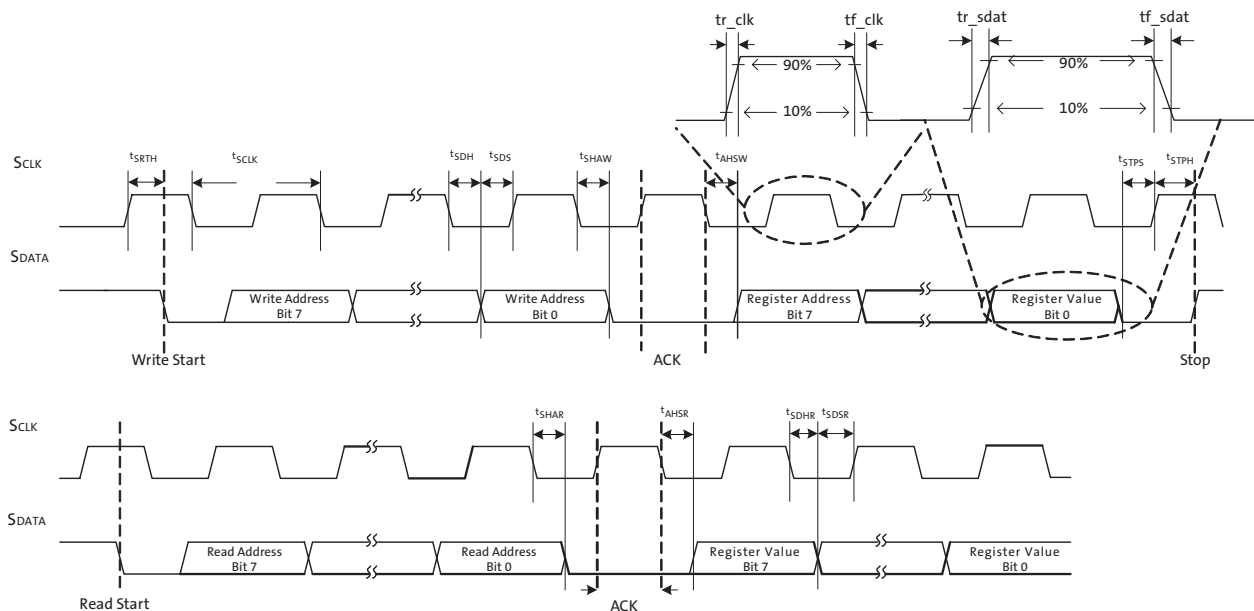 tr_clk tf_clk tr_sdat tf_sdat
90% 90%
10% 10%
SCLK
tSRTH tSCLK tSDH tSDS tSHAW tAHSW tSTPS tSTPH
SDATA
Write Address
Bit 7
Write Address
Bit 0
Register Address
Bit 7
Register Value
Bit 0
Write Start ACK Stop
SCLK
tSHAR tAHSR tSDHR tSDSR
SDATA
Read Address
Bit 7
Read Address
Bit 0
Register Value
Bit 7
Register Value
Bit 0
Read Start ACK